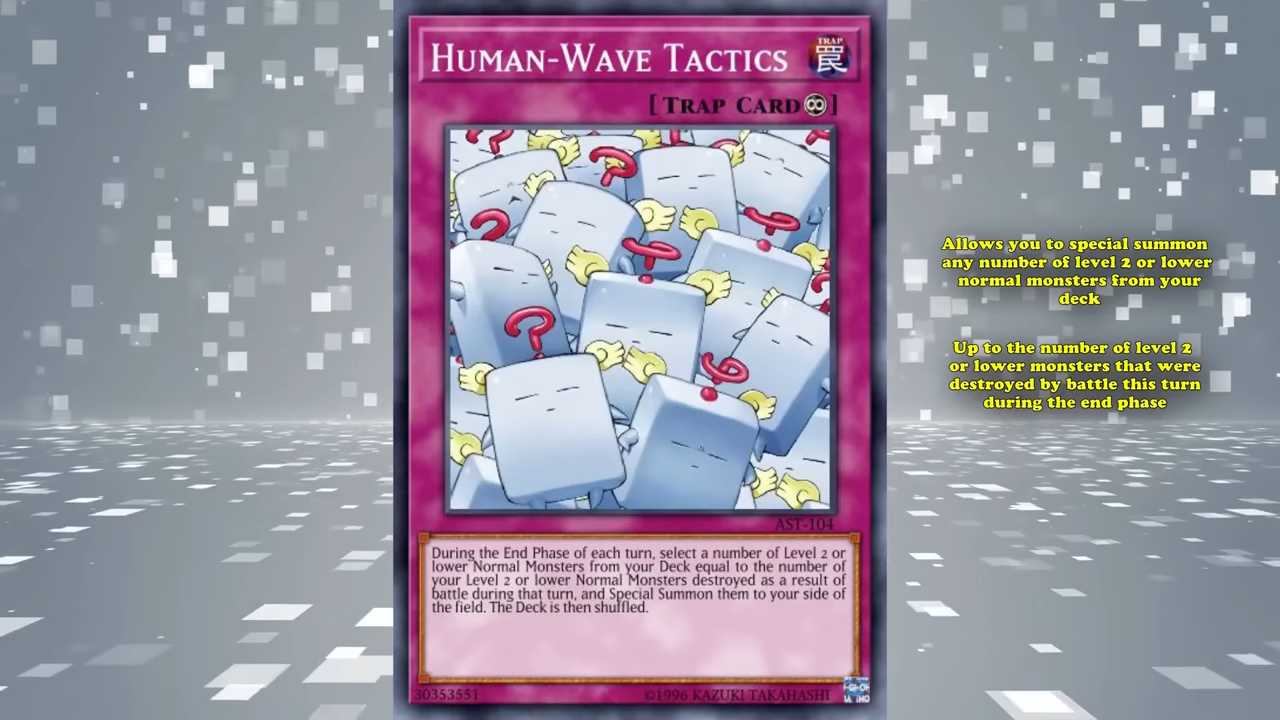 HUMAN-WAVE TACTICS
TRAP
罠
[TRAP CARD]
AST-104
During the End Phase of each turn, select a number of Level 2 or
lower Normal Monsters from your Deck equal to the number of
your Level 2 or lower Normal Monsters destroyed as a result of
battle during that turn, and Special Summon them to your side of
the field. The Deck is then shuffled.
30353551
©1996 KAZUKI TAKAHASHI
Allows you to special summon
any number of level 2 or lower
normal monsters from your
deck
Up to the number of level 2
or lower monsters that were
destroyed by battle this turn
during the end phase